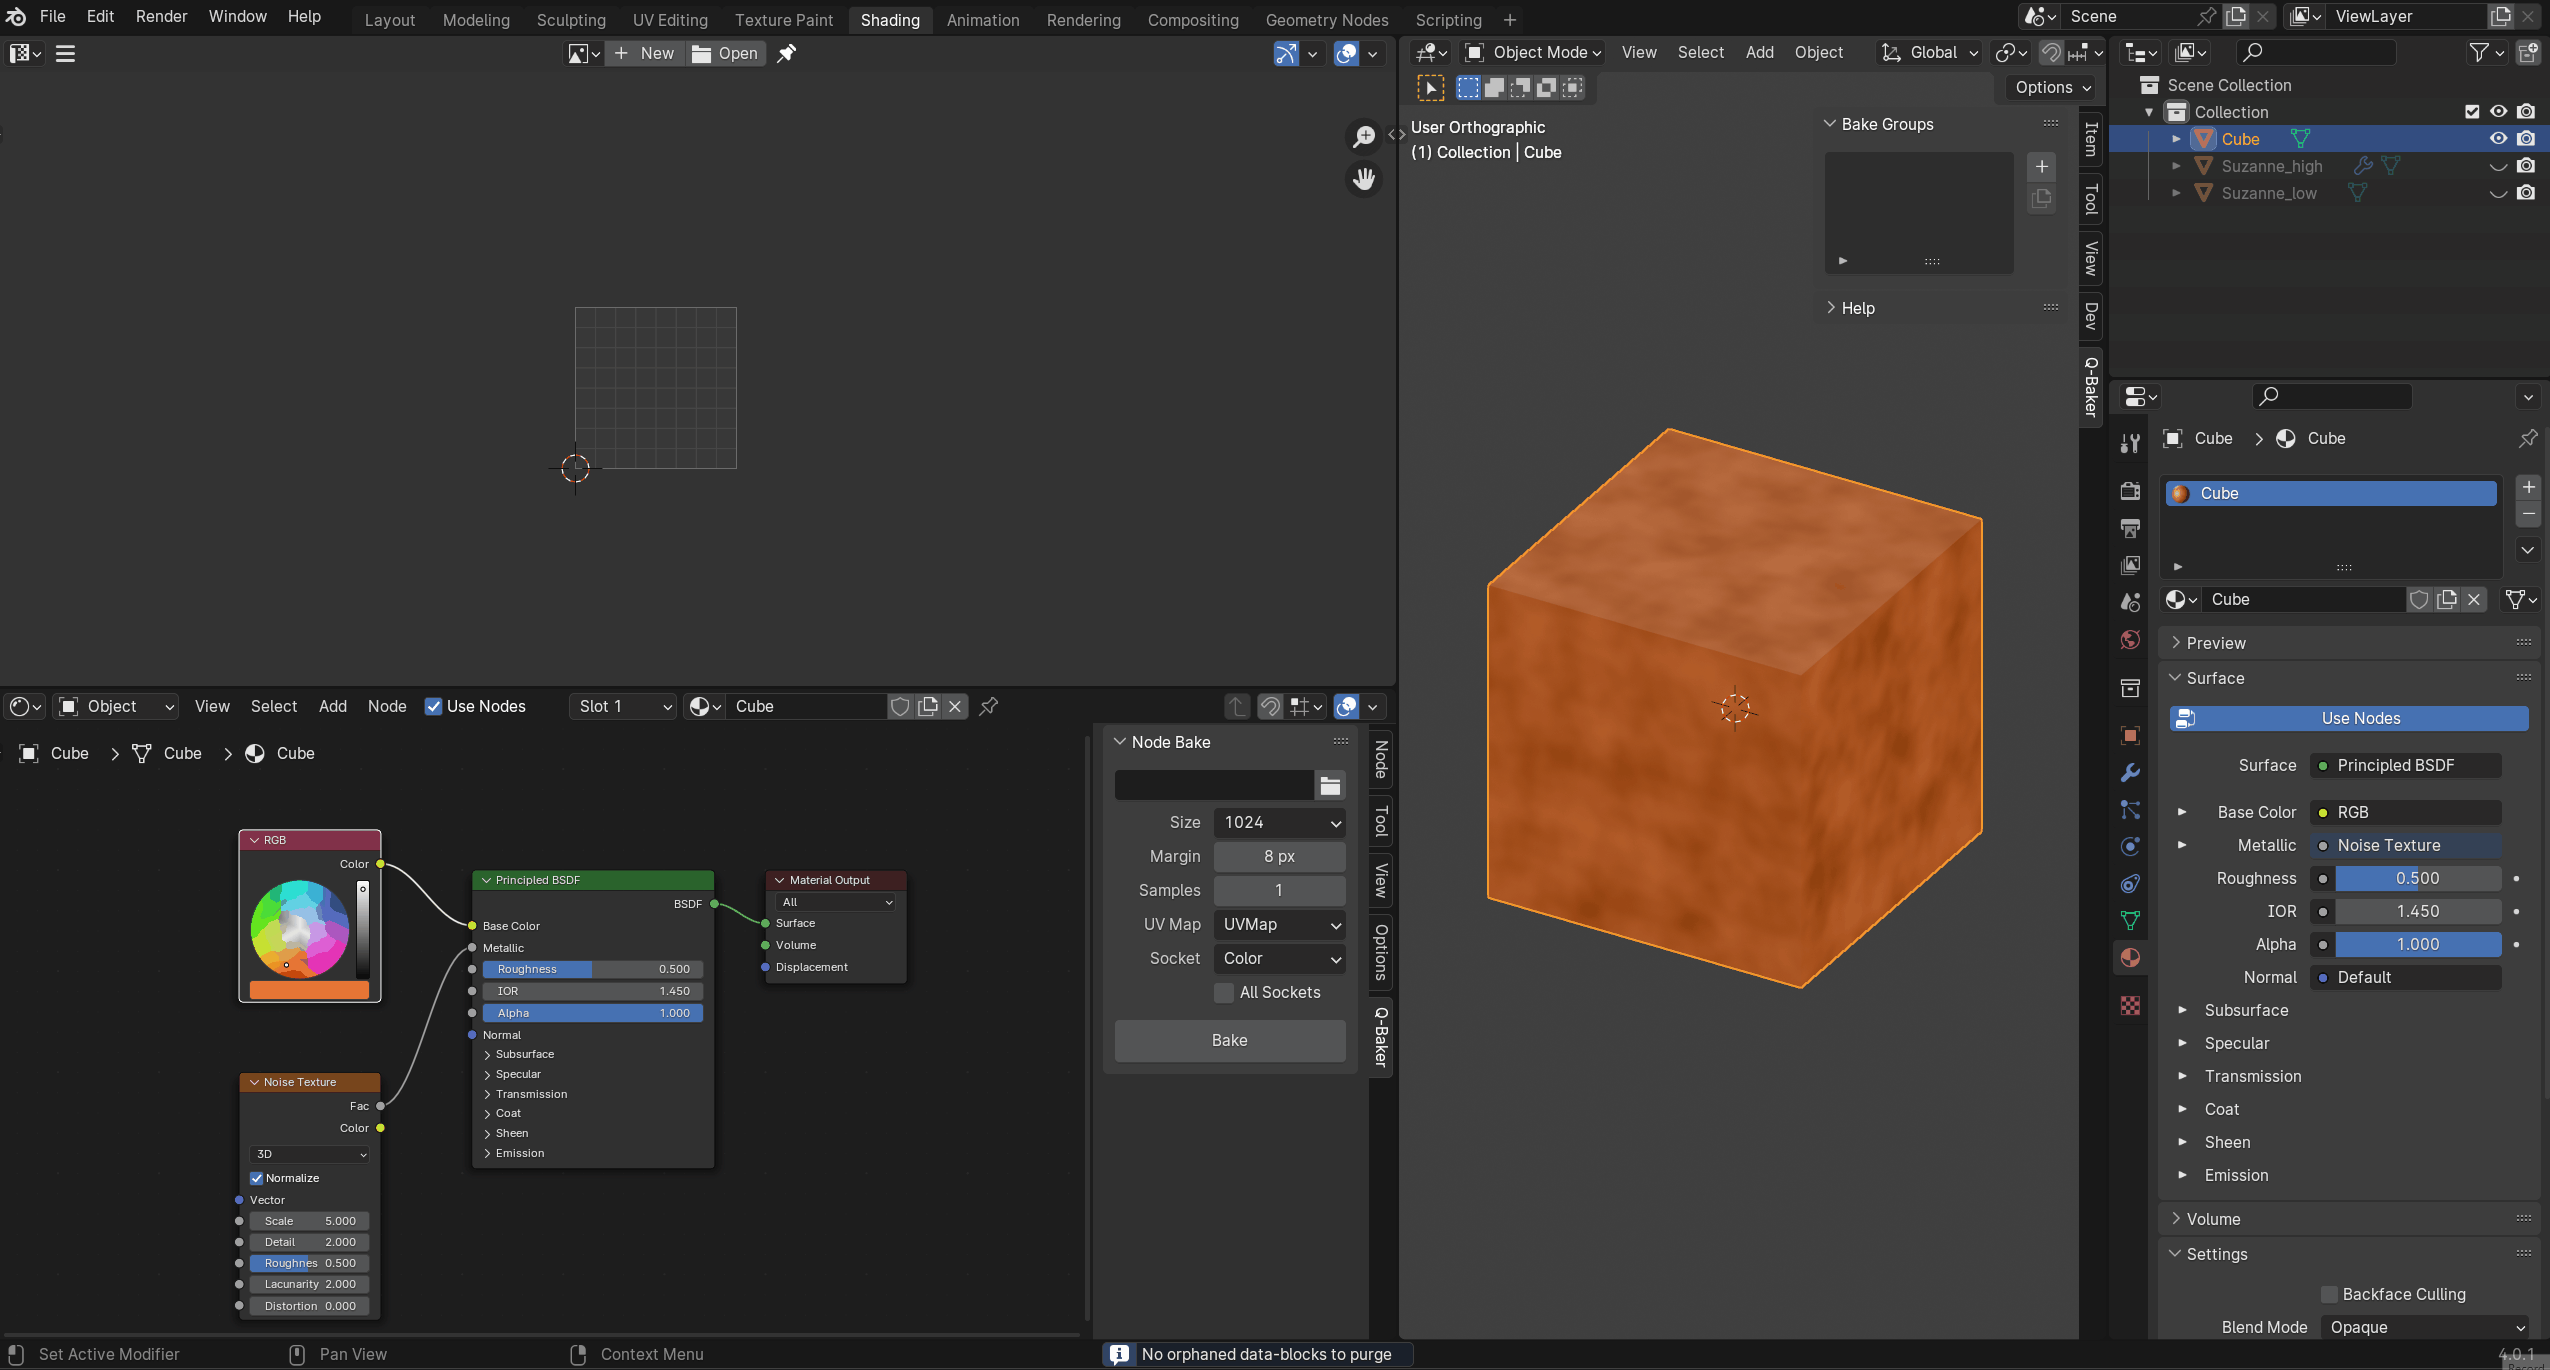 File Edit Render Window Help
Layout Modeling Sculpting UV Editing Texture Paint Shading Animation Rendering Compositing Geometry Nodes Scripting +
Scene
ViewLayer
New Open
Object Mode View Select Add Object Global
Options
User Orthographic
(1) Collection | Cube
Bake Groups
Help
Item
Tool
View
Dev
Q-Baker
Scene Collection
Collection
Cube
Suzanne_high
Suzanne_low
Cube > Cube
Cube
Cube
Preview
Surface
Use Nodes
Surface Principled BSDF
Base Color RGB
Metallic Noise Texture
Roughness 0.500
IOR 1.450
Alpha 1.000
Normal Default
Subsurface
Specular
Transmission
Coat
Sheen
Emission
Volume
Settings
Backface Culling
Blend Mode Opaque
Object View Select Add Node Use Nodes Slot 1 Cube
Cube > Cube > Cube
RGB
Color
Noise Texture
Fac
Color
3D
Normalize
Vector
Scale 5.000
Detail 2.000
Roughnes 0.500
Lacunarity 2.000
Distortion 0.000
Principled BSDF
BSDF
Base Color
Metallic
Roughness 0.500
IOR 1.450
Alpha 1.000
Normal
Subsurface
Specular
Transmission
Coat
Sheen
Emission
Material Output
All
Surface
Volume
Displacement
Node Bake
Size 1024
Margin 8 px
Samples 1
UV Map UVMap
Socket Color
All Sockets
Bake
Node
Tool
View
Options
Q-Baker
Set Active Modifier Pan View Context Menu
No orphaned data-blocks to purge
4.0.1